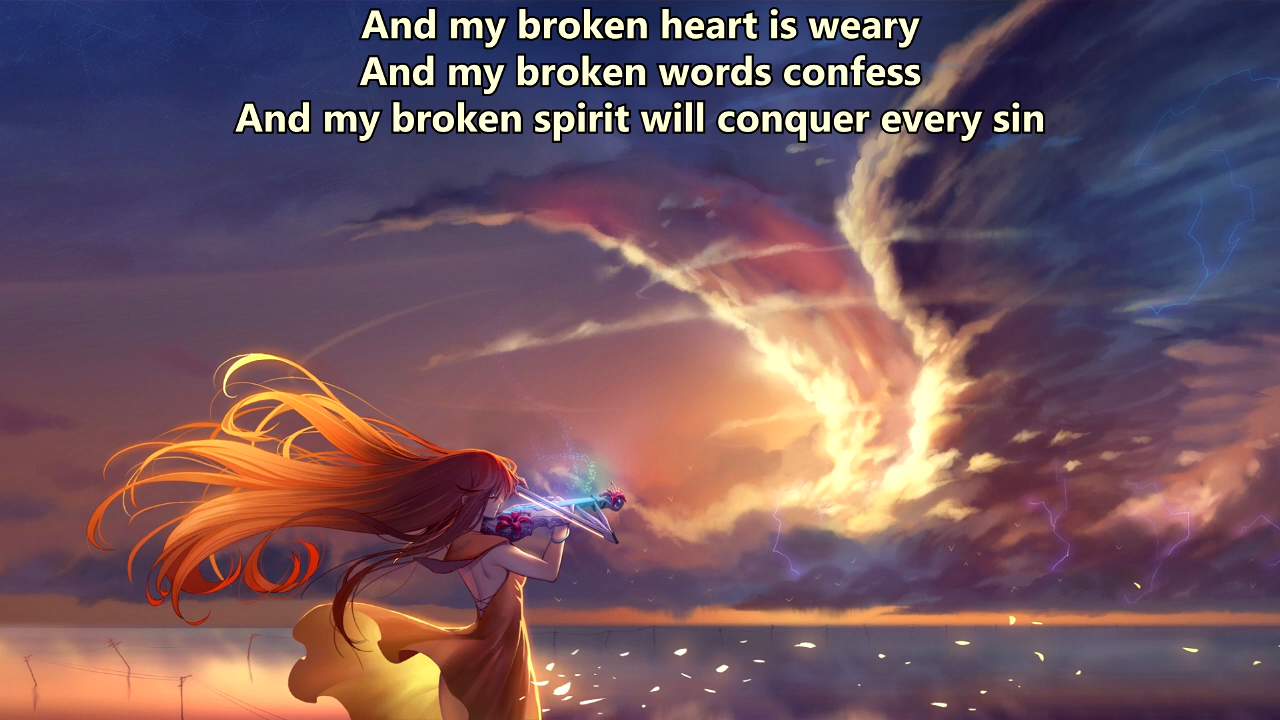 And my broken heart is weary
And my broken words confess
And my broken spirit will conquer every sin